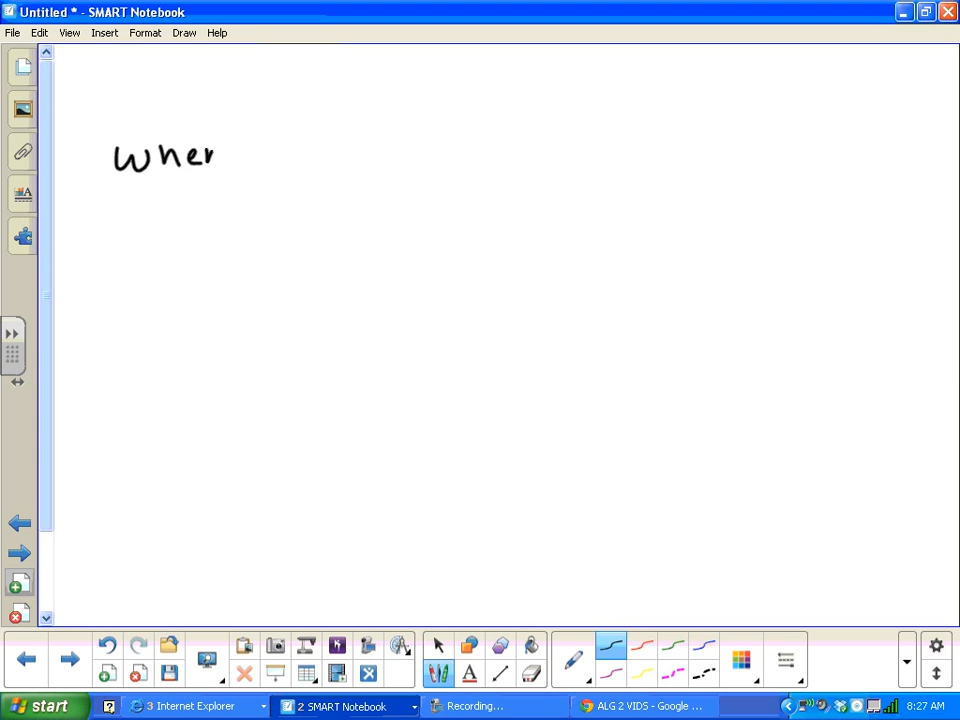 Untitled * - SMART Notebook
File Edit View Insert Format Draw Help
wher
start
3 Internet Explorer
2 SMART Notebook
Recording...
ALG 2 VIDS - Google ...
8:27 AM